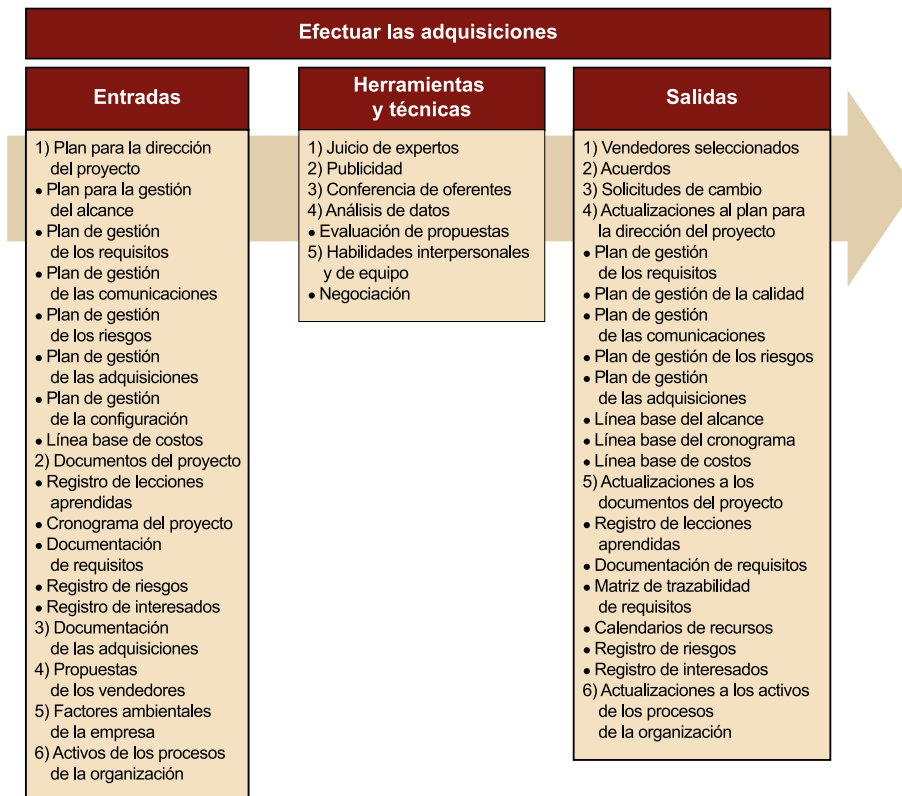 Efectuar las adquisiciones
Entradas
1) Plan para la dirección
del proyecto
• Plan para la gestión
del alcance
• Plan de gestión
de los requisitos
• Plan de gestión
de las comunicaciones
• Plan de gestión
de los riesgos
• Plan de gestión
de las adquisiciones
• Plan de gestión
de la configuración
• Línea base de costos
2) Documentos del proyecto
• Registro de lecciones
aprendidas
• Cronograma del proyecto
• Documentación
de requisitos
• Registro de riesgos
• Registro de interesados
3) Documentación
de las adquisiciones
4) Propuestas
de los vendedores
5) Factores ambientales
de la empresa
6) Activos de los procesos
de la organización
Herramientas
y técnicas
1) Juicio de expertos
2) Publicidad
3) Conferencia de oferentes
4) Análisis de datos
• Evaluación de propuestas
5) Habilidades interpersonales
y de equipo
• Negociación
Salidas
1) Vendedores seleccionados
2) Acuerdos
3) Solicitudes de cambio
4) Actualizaciones al plan para
la dirección del proyecto
• Plan de gestión
de los requisitos
• Plan de gestión de la calidad
• Plan de gestión
de las comunicaciones
• Plan de gestión de los riesgos
• Plan de gestión
de las adquisiciones
• Línea base del alcance
• Línea base del cronograma
• Línea base de costos
5) Actualizaciones a los
documentos del proyecto
• Registro de lecciones
aprendidas
• Documentación de requisitos
• Matriz de trazabilidad
de requisitos
• Calendarios de recursos
• Registro de riesgos
• Registro de interesados
6) Actualizaciones a los activos
de los procesos
de la organización